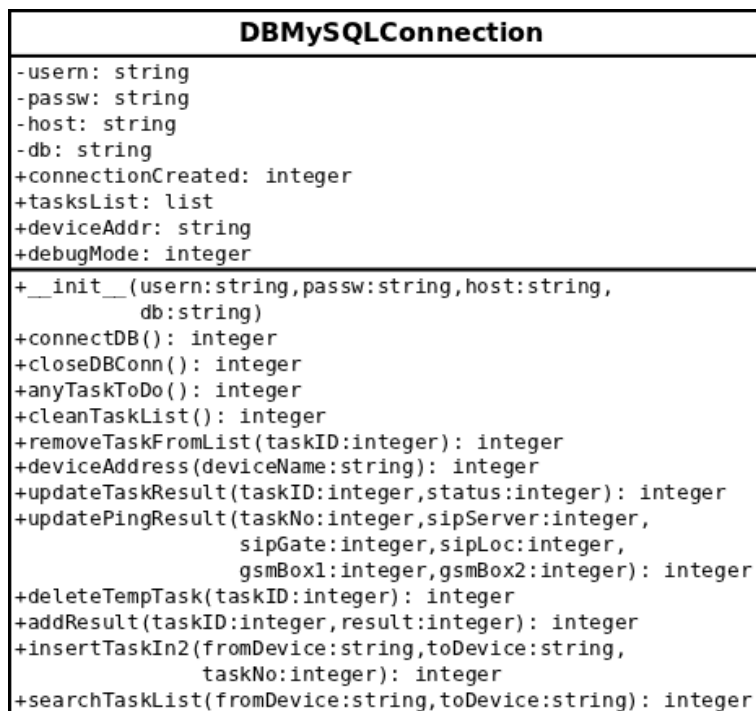 DBMySQLConnection
-usern: string
-passw: string
-host: string
-db: string
+connectionCreated: integer
+tasksList: list
+deviceAddr: string
+debugMode: integer
+__init__(usern:string,passw:string,host:string,
db:string)
+connectDB(): integer
+closeDBConn(): integer
+anyTaskToDo(): integer
+cleanTaskList(): integer
+removeTaskFromList(taskID:integer): integer
+deviceAddress(deviceName:string): integer
+updateTaskResult(taskID:integer,status:integer): integer
+updatePingResult(taskNo:integer,sipServer:integer,
sipGate:integer,sipLoc:integer,
gsmBox1:integer,gsmBox2:integer): integer
+deleteTempTask(taskID:integer): integer
+addResult(taskID:integer,result:integer): integer
+insertTaskIn2(fromDevice:string,toDevice:string,
taskNo:integer): integer
+searchTaskList(fromDevice:string,toDevice:string): integer